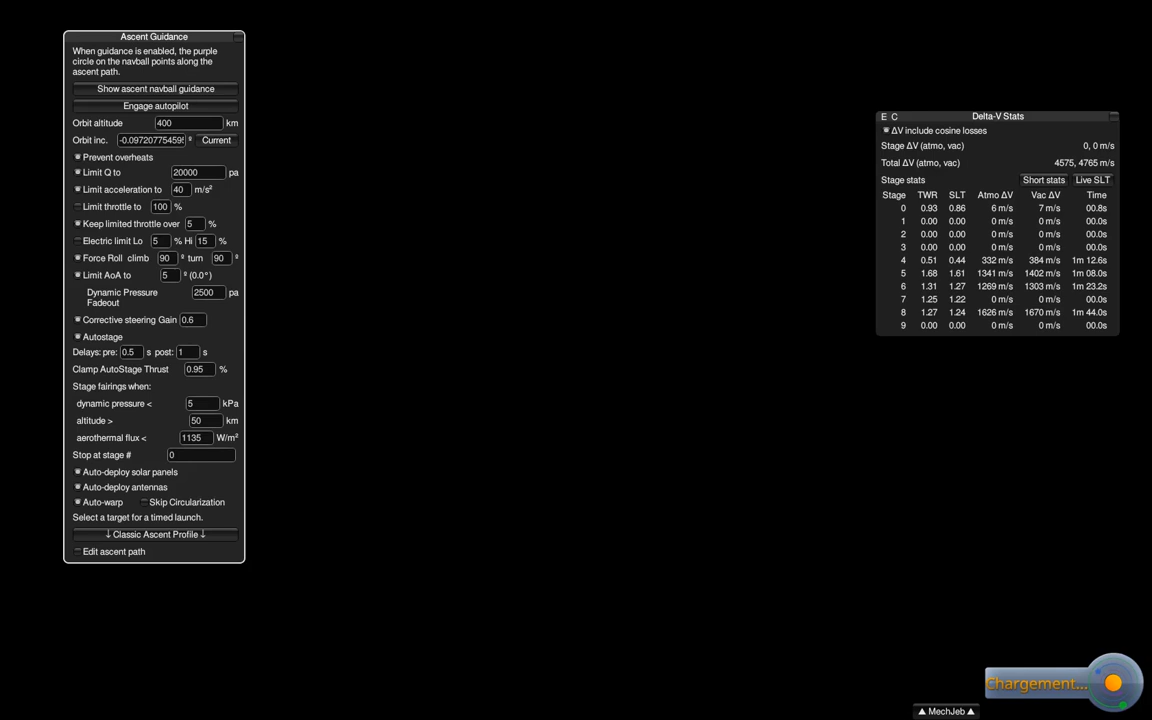 Ascent Guidance
When guidance is enabled, the purple
circle on the navball points along the
ascent path.
Show ascent navball guidance
Engage autopilot
Orbit altitude 400 km
Orbit inc. -0.097207754595 º Current
Prevent overheats
Limit Q to 20000 pa
Limit acceleration to 40 m/s²
Limit throttle to 100 %
Keep limited throttle over 5 %
Electric limit Lo 5 % Hi 15 %
Force Roll climb 90 º turn 90 º
Limit AoA to 5 º (0.0°)
Dynamic Pressure 2500 pa
Fadeout
Corrective steering Gain 0.6
Autostage
Delays: pre: 0.5 s post: 1 s
Clamp AutoStage Thrust 0.95 %
Stage fairings when:
dynamic pressure < 5 kPa
altitude > 50 km
aerothermal flux < 1135 W/m²
Stop at stage # 0
Auto-deploy solar panels
Auto-deploy antennas
Auto-warp Skip Circularization
Select a target for a timed launch.
↓ Classic Ascent Profile ↓
Edit ascent path
E C Delta-V Stats
ΔV include cosine losses
Stage ΔV (atmo, vac) 0, 0 m/s
Total ΔV (atmo, vac) 4575, 4765 m/s
Stage stats Short stats Live SLT
Stage TWR SLT Atmo ΔV Vac ΔV Time
0 0.93 0.86 6 m/s 7 m/s 00.8s
1 0.00 0.00 0 m/s 0 m/s 00.0s
2 0.00 0.00 0 m/s 0 m/s 00.0s
3 0.00 0.00 0 m/s 0 m/s 00.0s
4 0.51 0.44 332 m/s 384 m/s 1m 12.6s
5 1.68 1.61 1341 m/s 1402 m/s 1m 08.0s
6 1.31 1.27 1269 m/s 1303 m/s 1m 23.2s
7 1.25 1.22 0 m/s 0 m/s 00.0s
8 1.27 1.24 1626 m/s 1670 m/s 1m 44.0s
9 0.00 0.00 0 m/s 0 m/s 00.0s
Chargement...
▲ MechJeb ▲